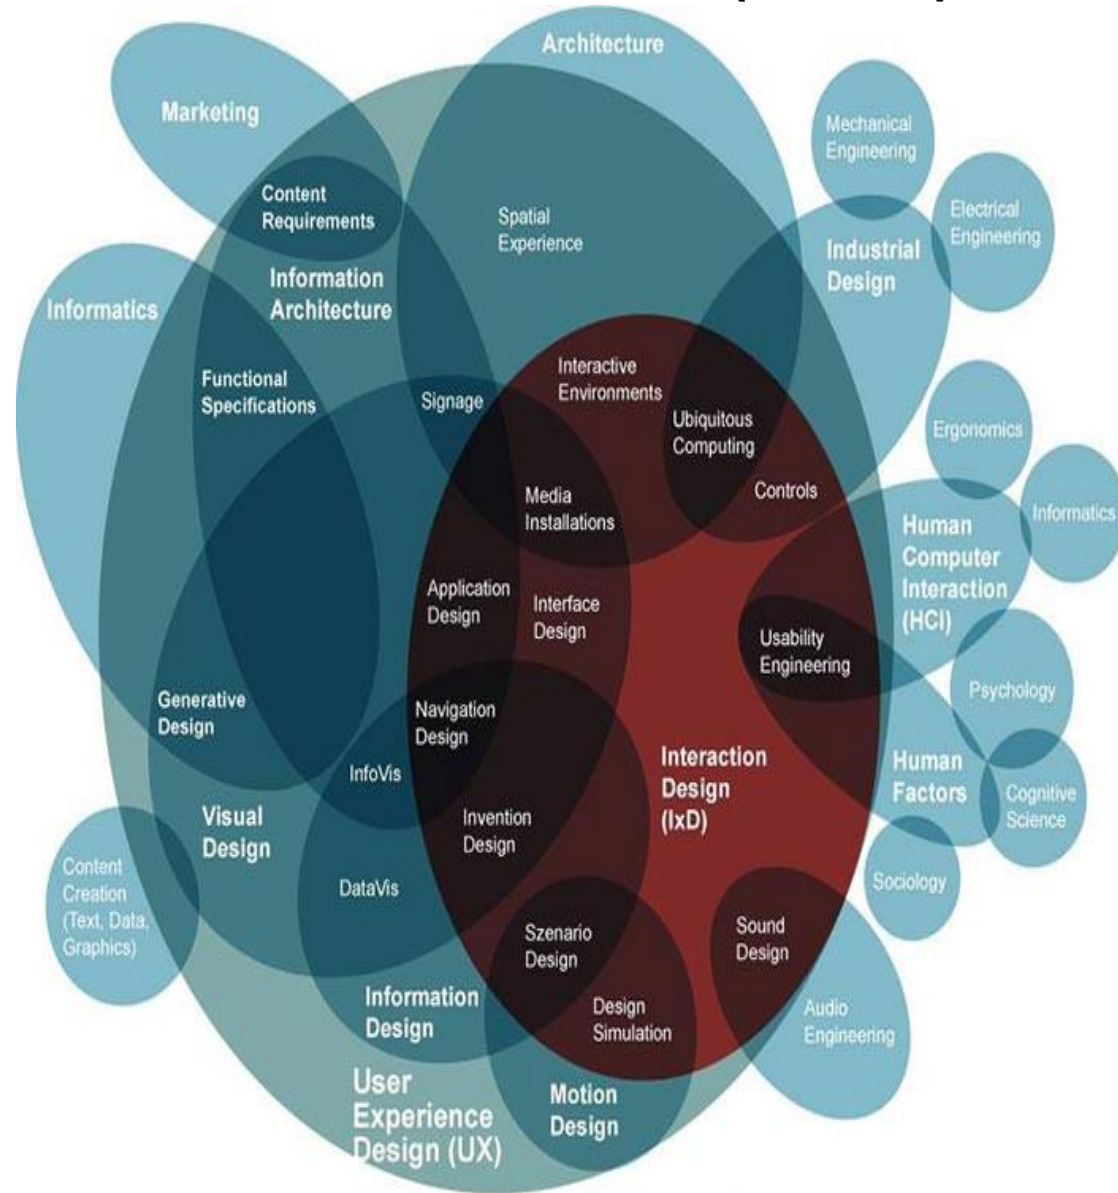 Architecture
Marketing
Mechanical
Engineering
Content
Requirements
Spatial
Experience
Electrical
Engineering
Industrial
Design
Information
Architecture
Informatics
Functional
Specifications
Signage
Interactive
Environments
Ubiquitous
Computing
Ergonomics
Controls
Media
Installations
Informatics
Human
Computer
Interaction
(HCI)
Application
Design
Interface
Design
Usability
Engineering
Generative
Design
Navigation
Design
Psychology
InfoVis
Interaction
Design
(IxD)
Human
Factors
Cognitive
Science
Visual
Design
Invention
Design
Content
Creation
(Text, Data,
Graphics)
DataVis
Sociology
Szenario
Design
Sound
Design
Information
Design
Design
Simulation
Audio
Engineering
User
Experience
Design (UX)
Motion
Design